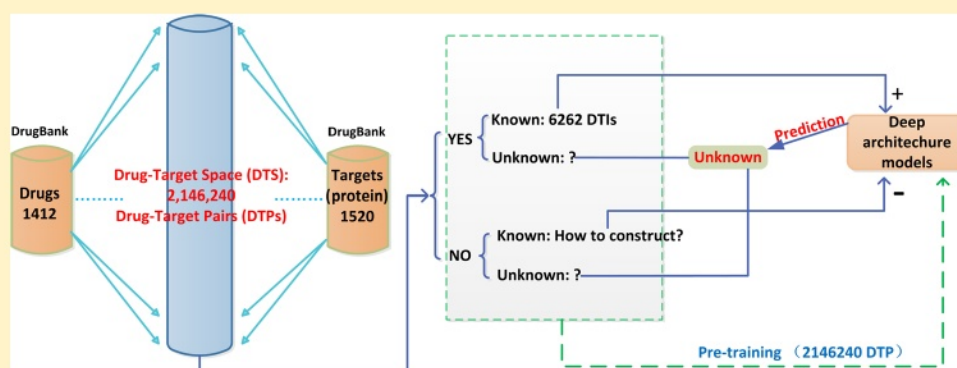 DrugBank
Drugs
1412
Drug-Target Space (DTS):
2,146,240
Drug-Target Pairs (DTPs)
DrugBank
Targets
(protein)
1520
YES
Known: 6262 DTIs
Unknown: ?
NO
Known: How to construct?
Unknown: ?
Unknown
Prediction
+
Deep
architechure
models
-
Pre-training （2146240 DTP）